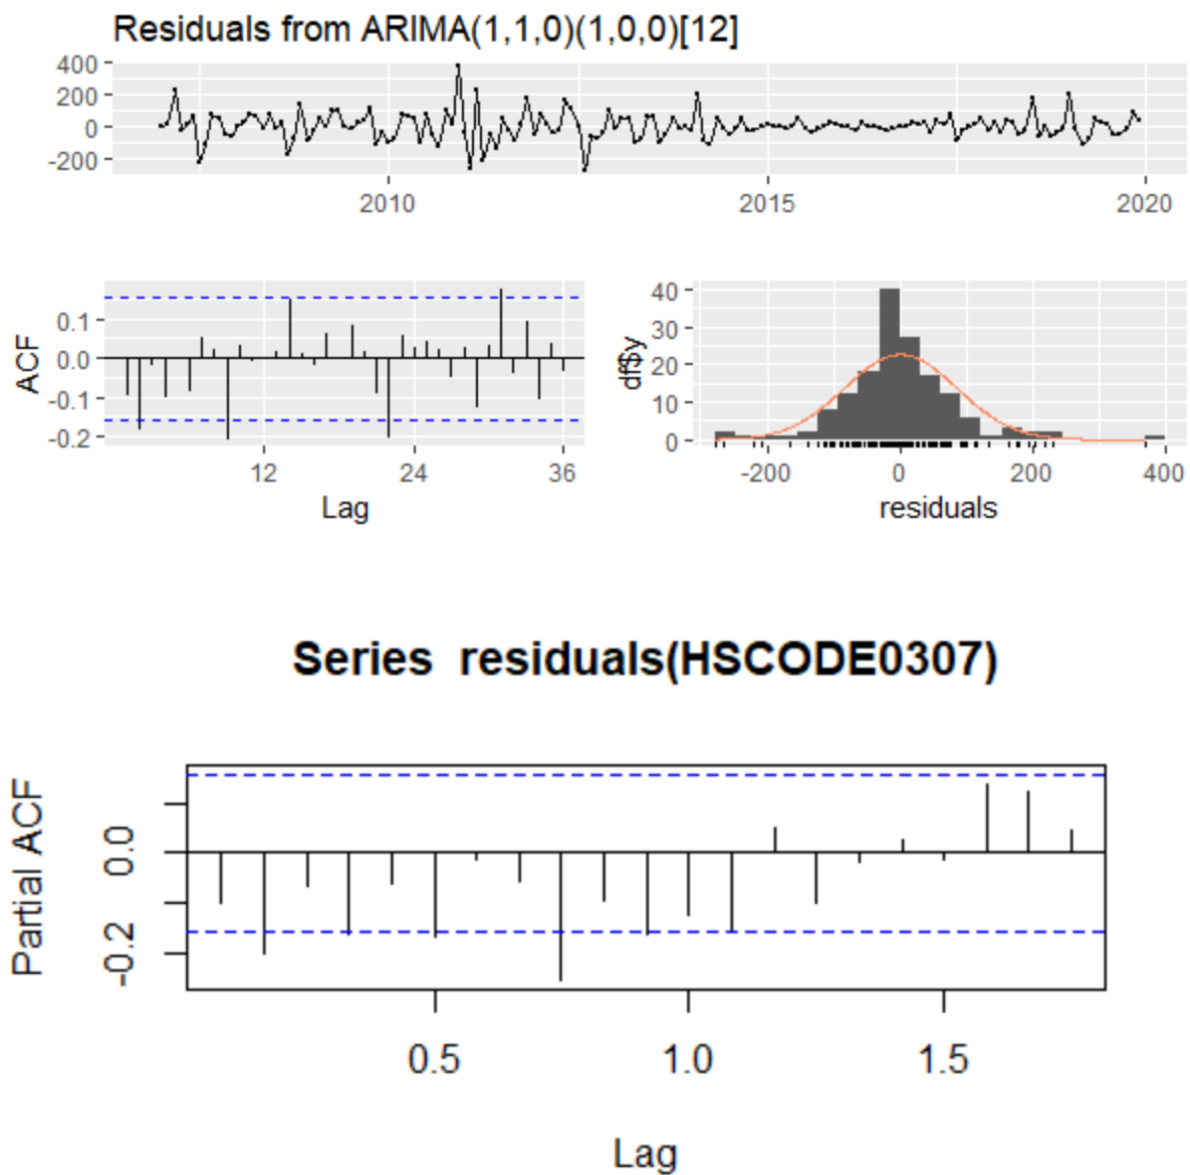 Residuals from ARIMA(1,1,0)(1,0,0)[12]
400
200
0
-200
2010 2015 2020
ACF
0.1
0.0
-0.1
-0.2
12 24 36
Lag
df$y
40
30
20
10
0
-200 0 200 400
residuals
Series residuals(HSCODE0307)
Partial ACF
0.0
-0.2
0.5 1.0 1.5
Lag